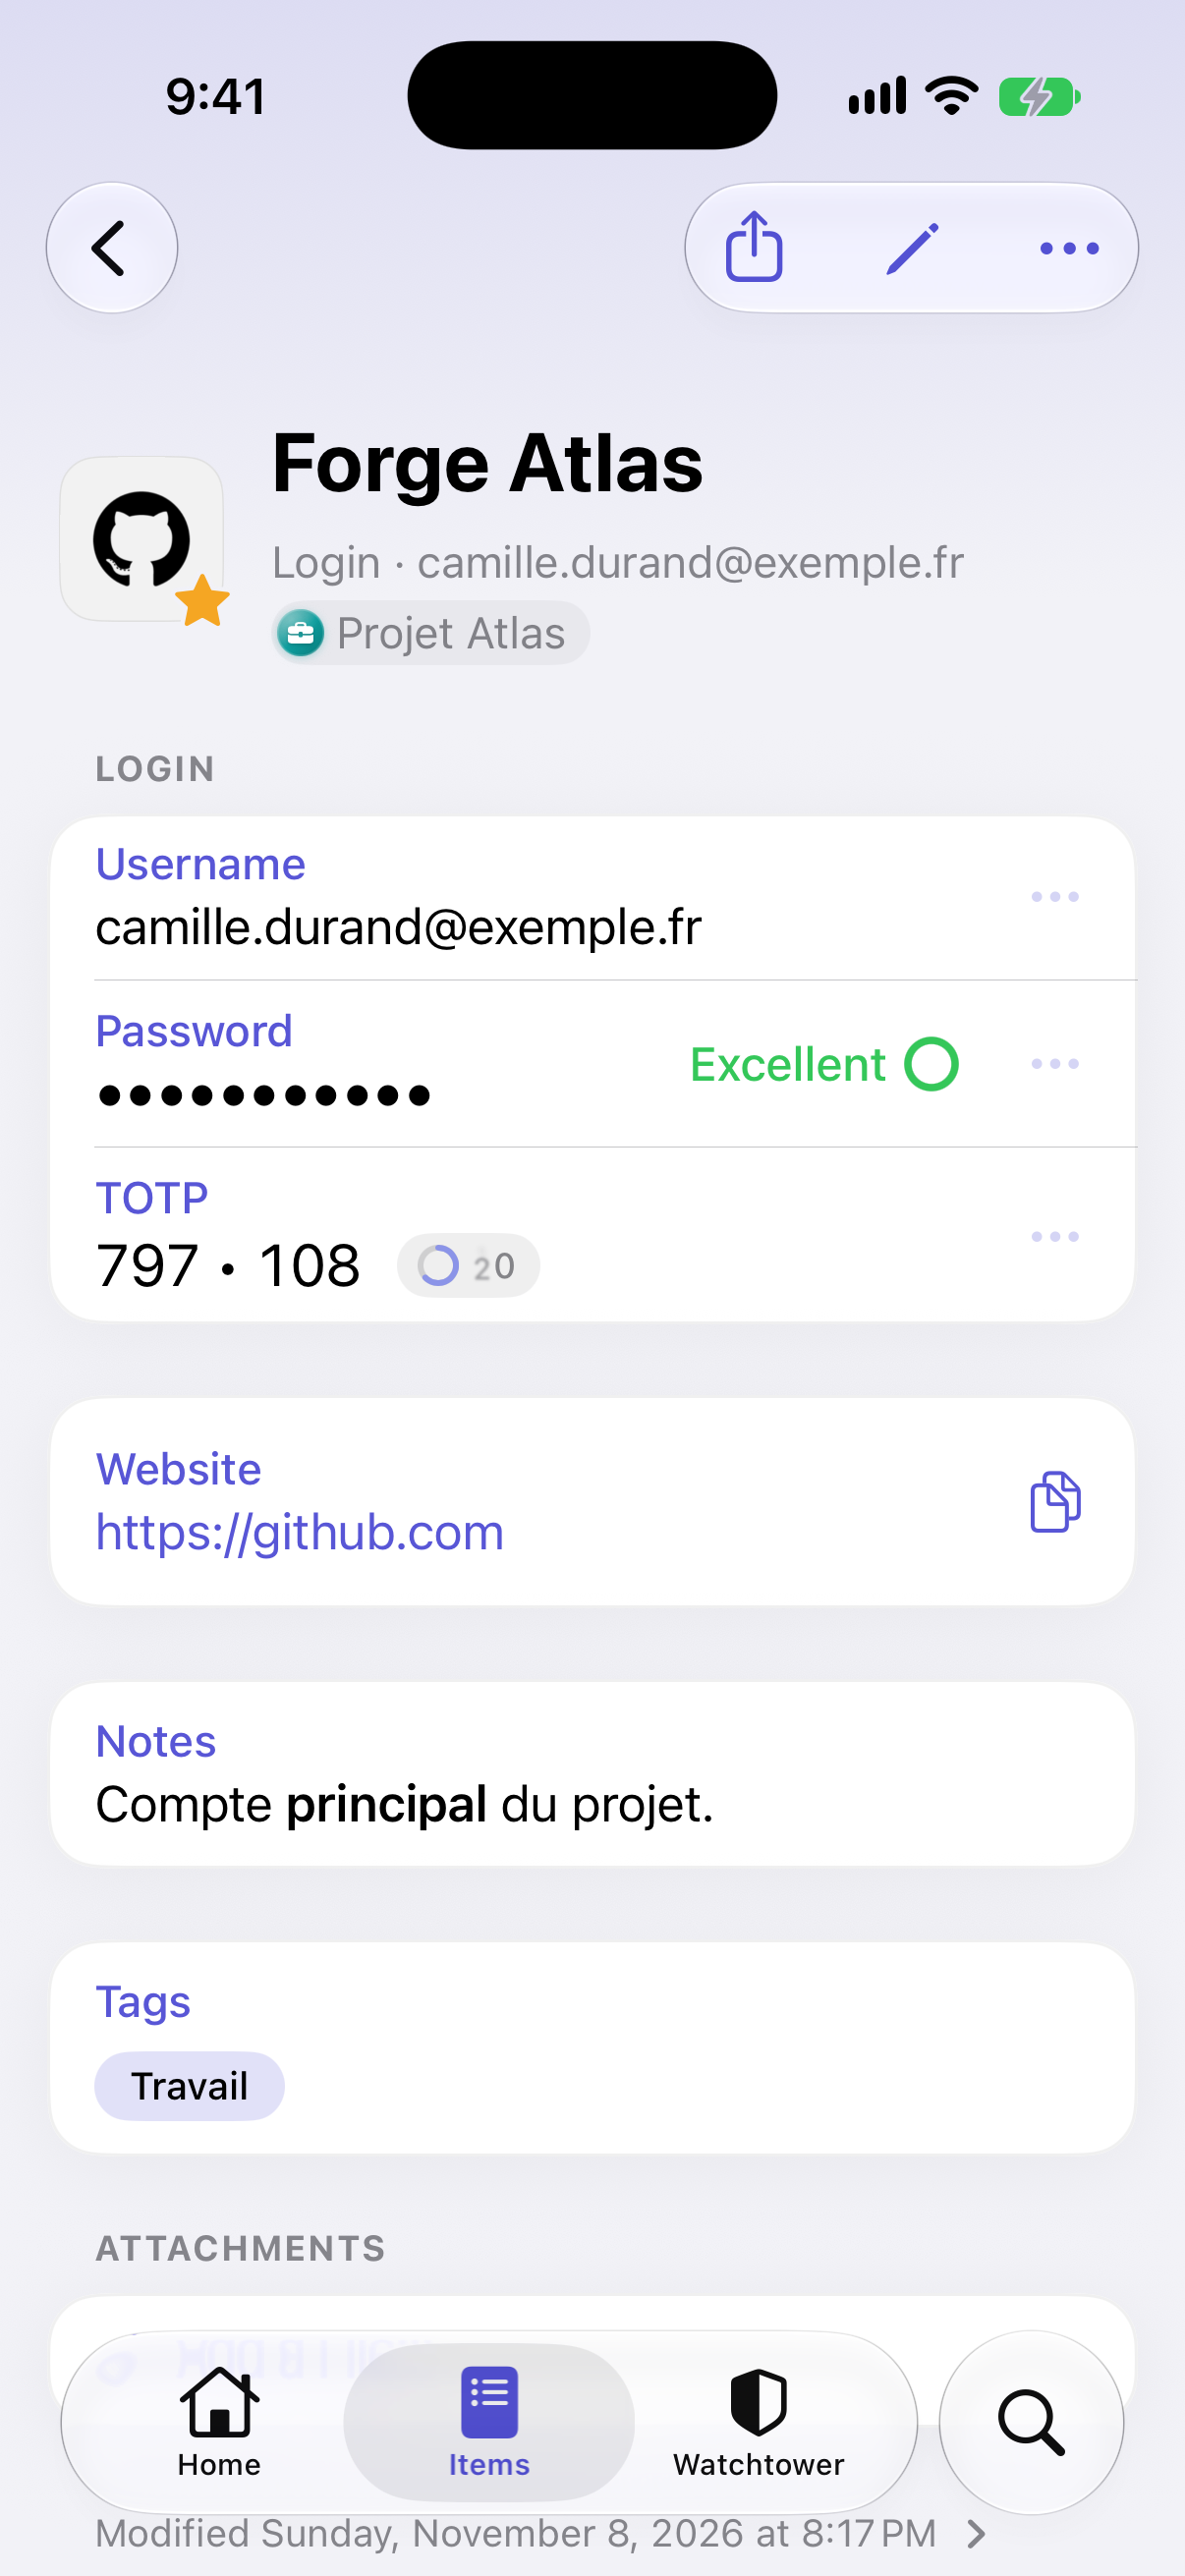 9:41
Forge Atlas
Login · camille.durand@exemple.fr
Projet Atlas
LOGIN
Username
camille.durand@exemple.fr
Password
•••••••••••
Excellent
TOTP
797 • 108
20
Website
https://github.com
Notes
Compte principal du projet.
Tags
Travail
ATTACHMENTS
Home
Items
Watchtower
Modified Sunday, November 8, 2026 at 8:17 PM